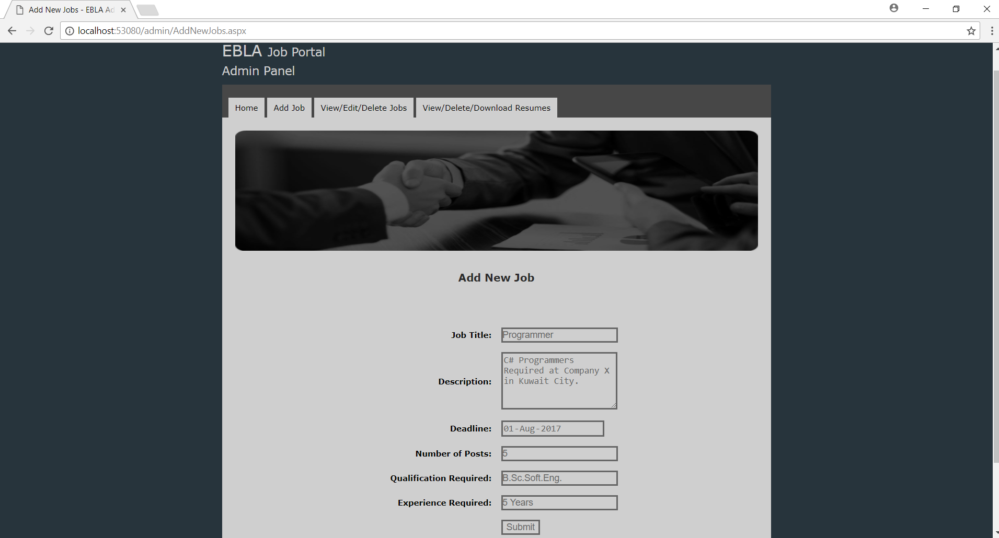 Add New Jobs - EBLA Ad
localhost:53080/admin/AddNewJobs.aspx
EBLA Job Portal
Admin Panel
Home Add Job View/Edit/Delete Jobs View/Delete/Download Resumes
Add New Job
Job Title: Programmer
Description: C# Programmers
Required at Company X
in Kuwait City.
Deadline: 01-Aug-2017
Number of Posts: 5
Qualification Required: B.Sc.Soft.Eng.
Experience Required: 5 Years
Submit